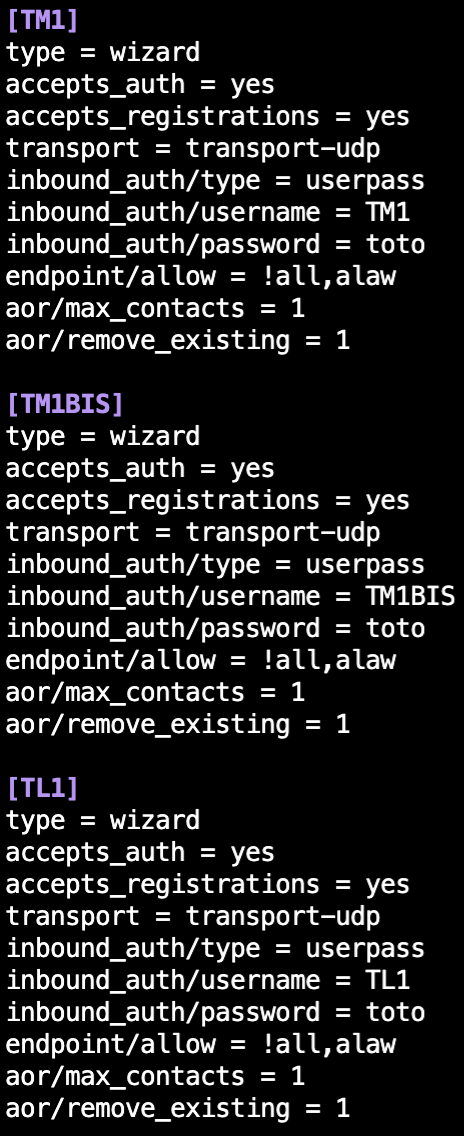 [TM1]
type = wizard
accepts_auth = yes
accepts_registrations = yes
transport = transport-udp
inbound_auth/type = userpass
inbound_auth/username = TM1
inbound_auth/password = toto
endpoint/allow = !all,alaw
aor/max_contacts = 1
aor/remove_existing = 1

[TM1BIS]
type = wizard
accepts_auth = yes
accepts_registrations = yes
transport = transport-udp
inbound_auth/type = userpass
inbound_auth/username = TM1BIS
inbound_auth/password = toto
endpoint/allow = !all,alaw
aor/max_contacts = 1
aor/remove_existing = 1

[TL1]
type = wizard
accepts_auth = yes
accepts_registrations = yes
transport = transport-udp
inbound_auth/type = userpass
inbound_auth/username = TL1
inbound_auth/password = toto
endpoint/allow = !all,alaw
aor/max_contacts = 1
aor/remove_existing = 1